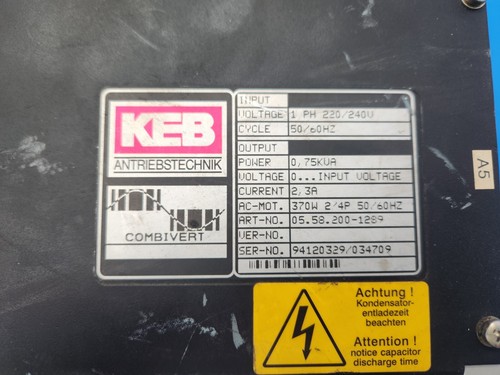 KEB
ANTRIEBSTECHNIK
COMBIVERT
INPUT
VOLTAGE 1 PH 220/240V
CYCLE 50/60HZ
OUTPUT
POWER 0,75KVA
VOLTAGE 0...INPUT VOLTAGE
CURRENT 2,3A
AC-MOT. 370W 2/4P 50/60HZ
ART-NO. 05.58.200-1289
VER-NO.
SER-NO. 94120329/034709
A5
Achtung !
Kondensator-
entladezeit
beachten
Attention !
notice capacitor
discharge time